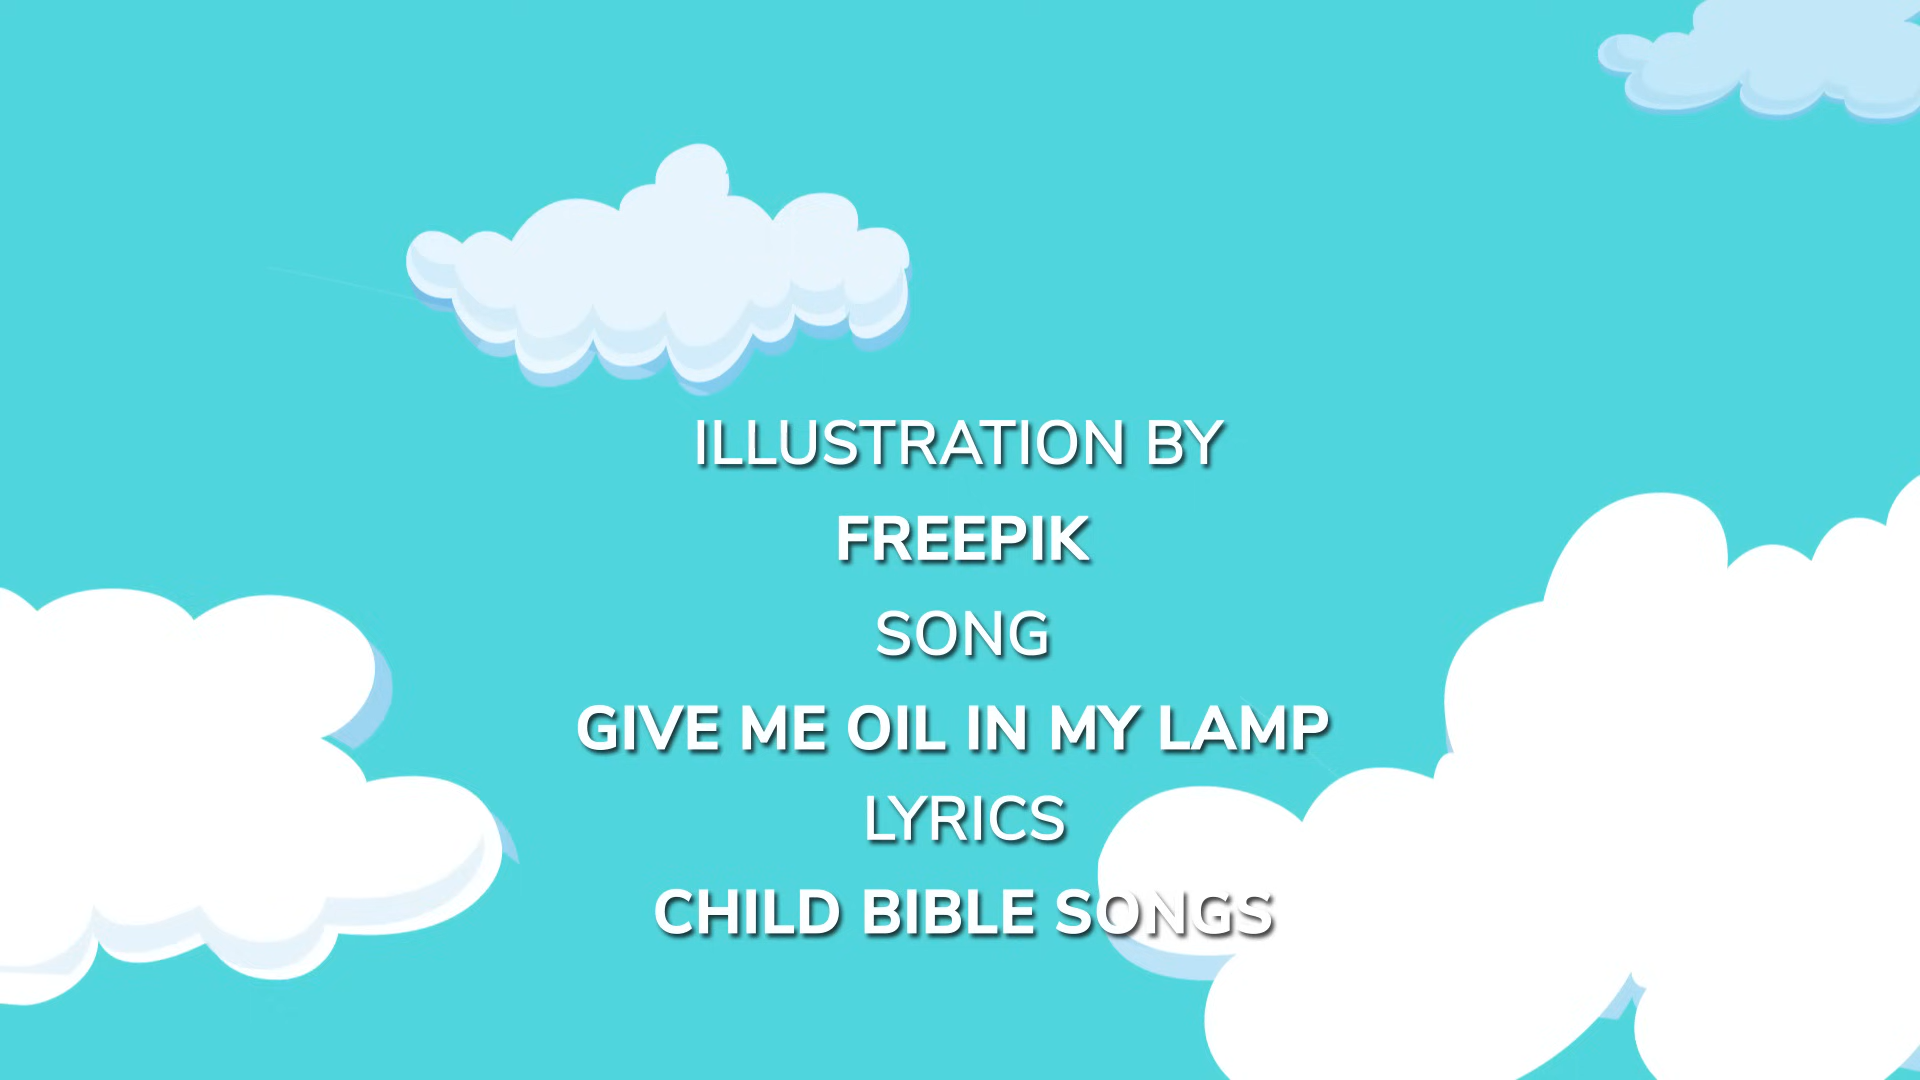 ILLUSTRATION BY
FREEPIK
SONG
GIVE ME OIL IN MY LAMP
LYRICS
CHILD BIBLE SONGS